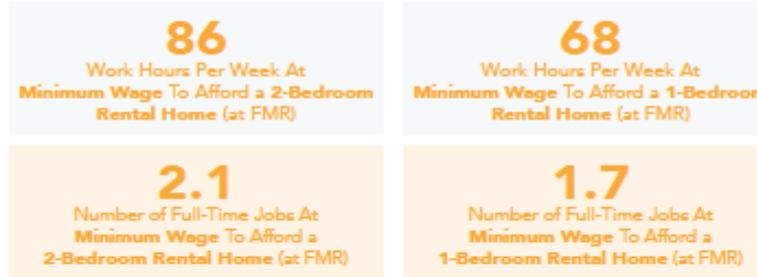 86
Work Hours Per Week At
Minimum Wage To Afford a 2-Bedroom
Rental Home (at FMR)
68
Work Hours Per Week At
Minimum Wage To Afford a 1-Bedroom
Rental Home (at FMR)
2.1
Number of Full-Time Jobs At
Minimum Wage To Afford a
2-Bedroom Rental Home (at FMR)
1.7
Number of Full-Time Jobs At
Minimum Wage To Afford a
1-Bedroom Rental Home (at FMR)